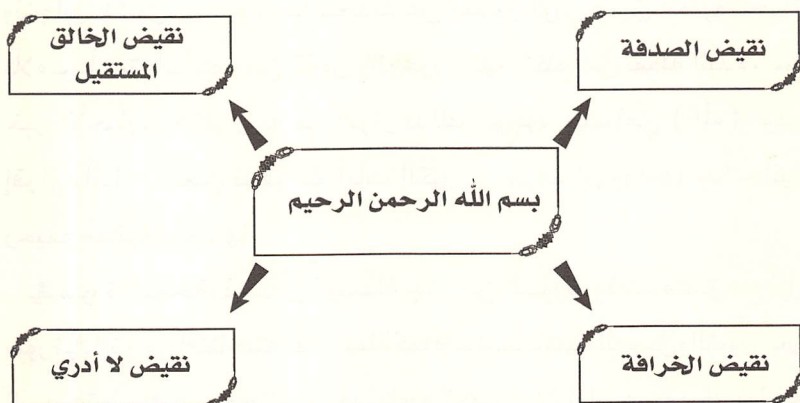 نقيض الصدفة
نقيض الخالق
المستقيل
بسم الله الرحمن الرحيم
نقيض الخرافة
نقيض لا أدري